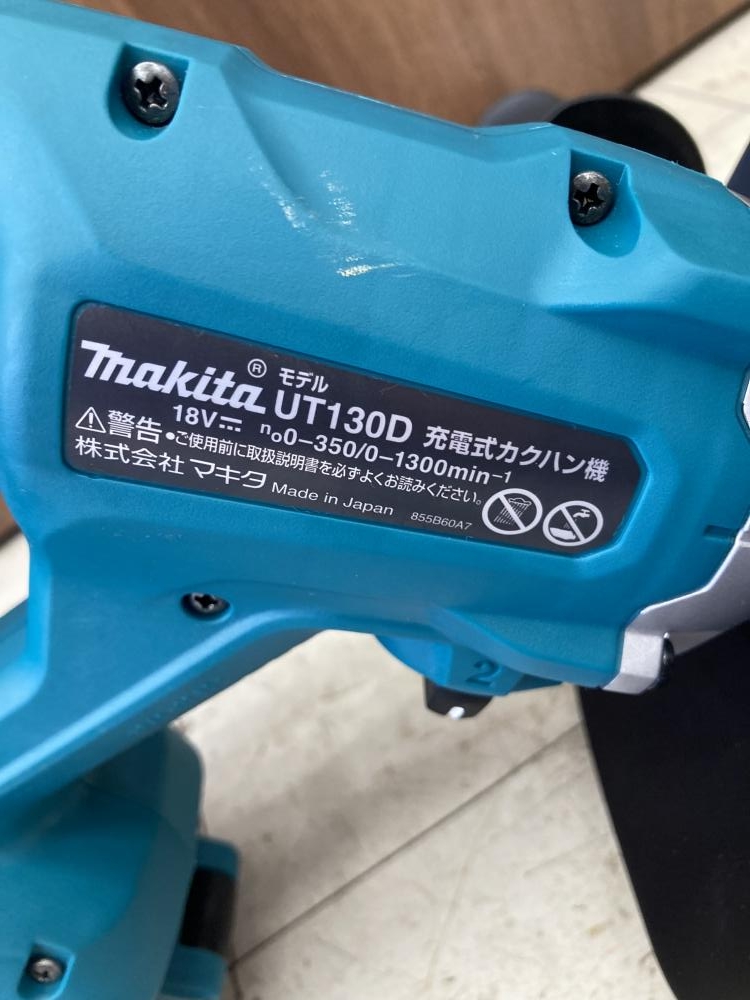 makita® モデル UT130D 充電式カクハン機
18V⎓ n₀0-350/0-1300min⁻¹
⚠警告•ご使用前に取扱説明書を必ずよくお読みください。
株式会社 マキタ Made in Japan 855B60A7
2